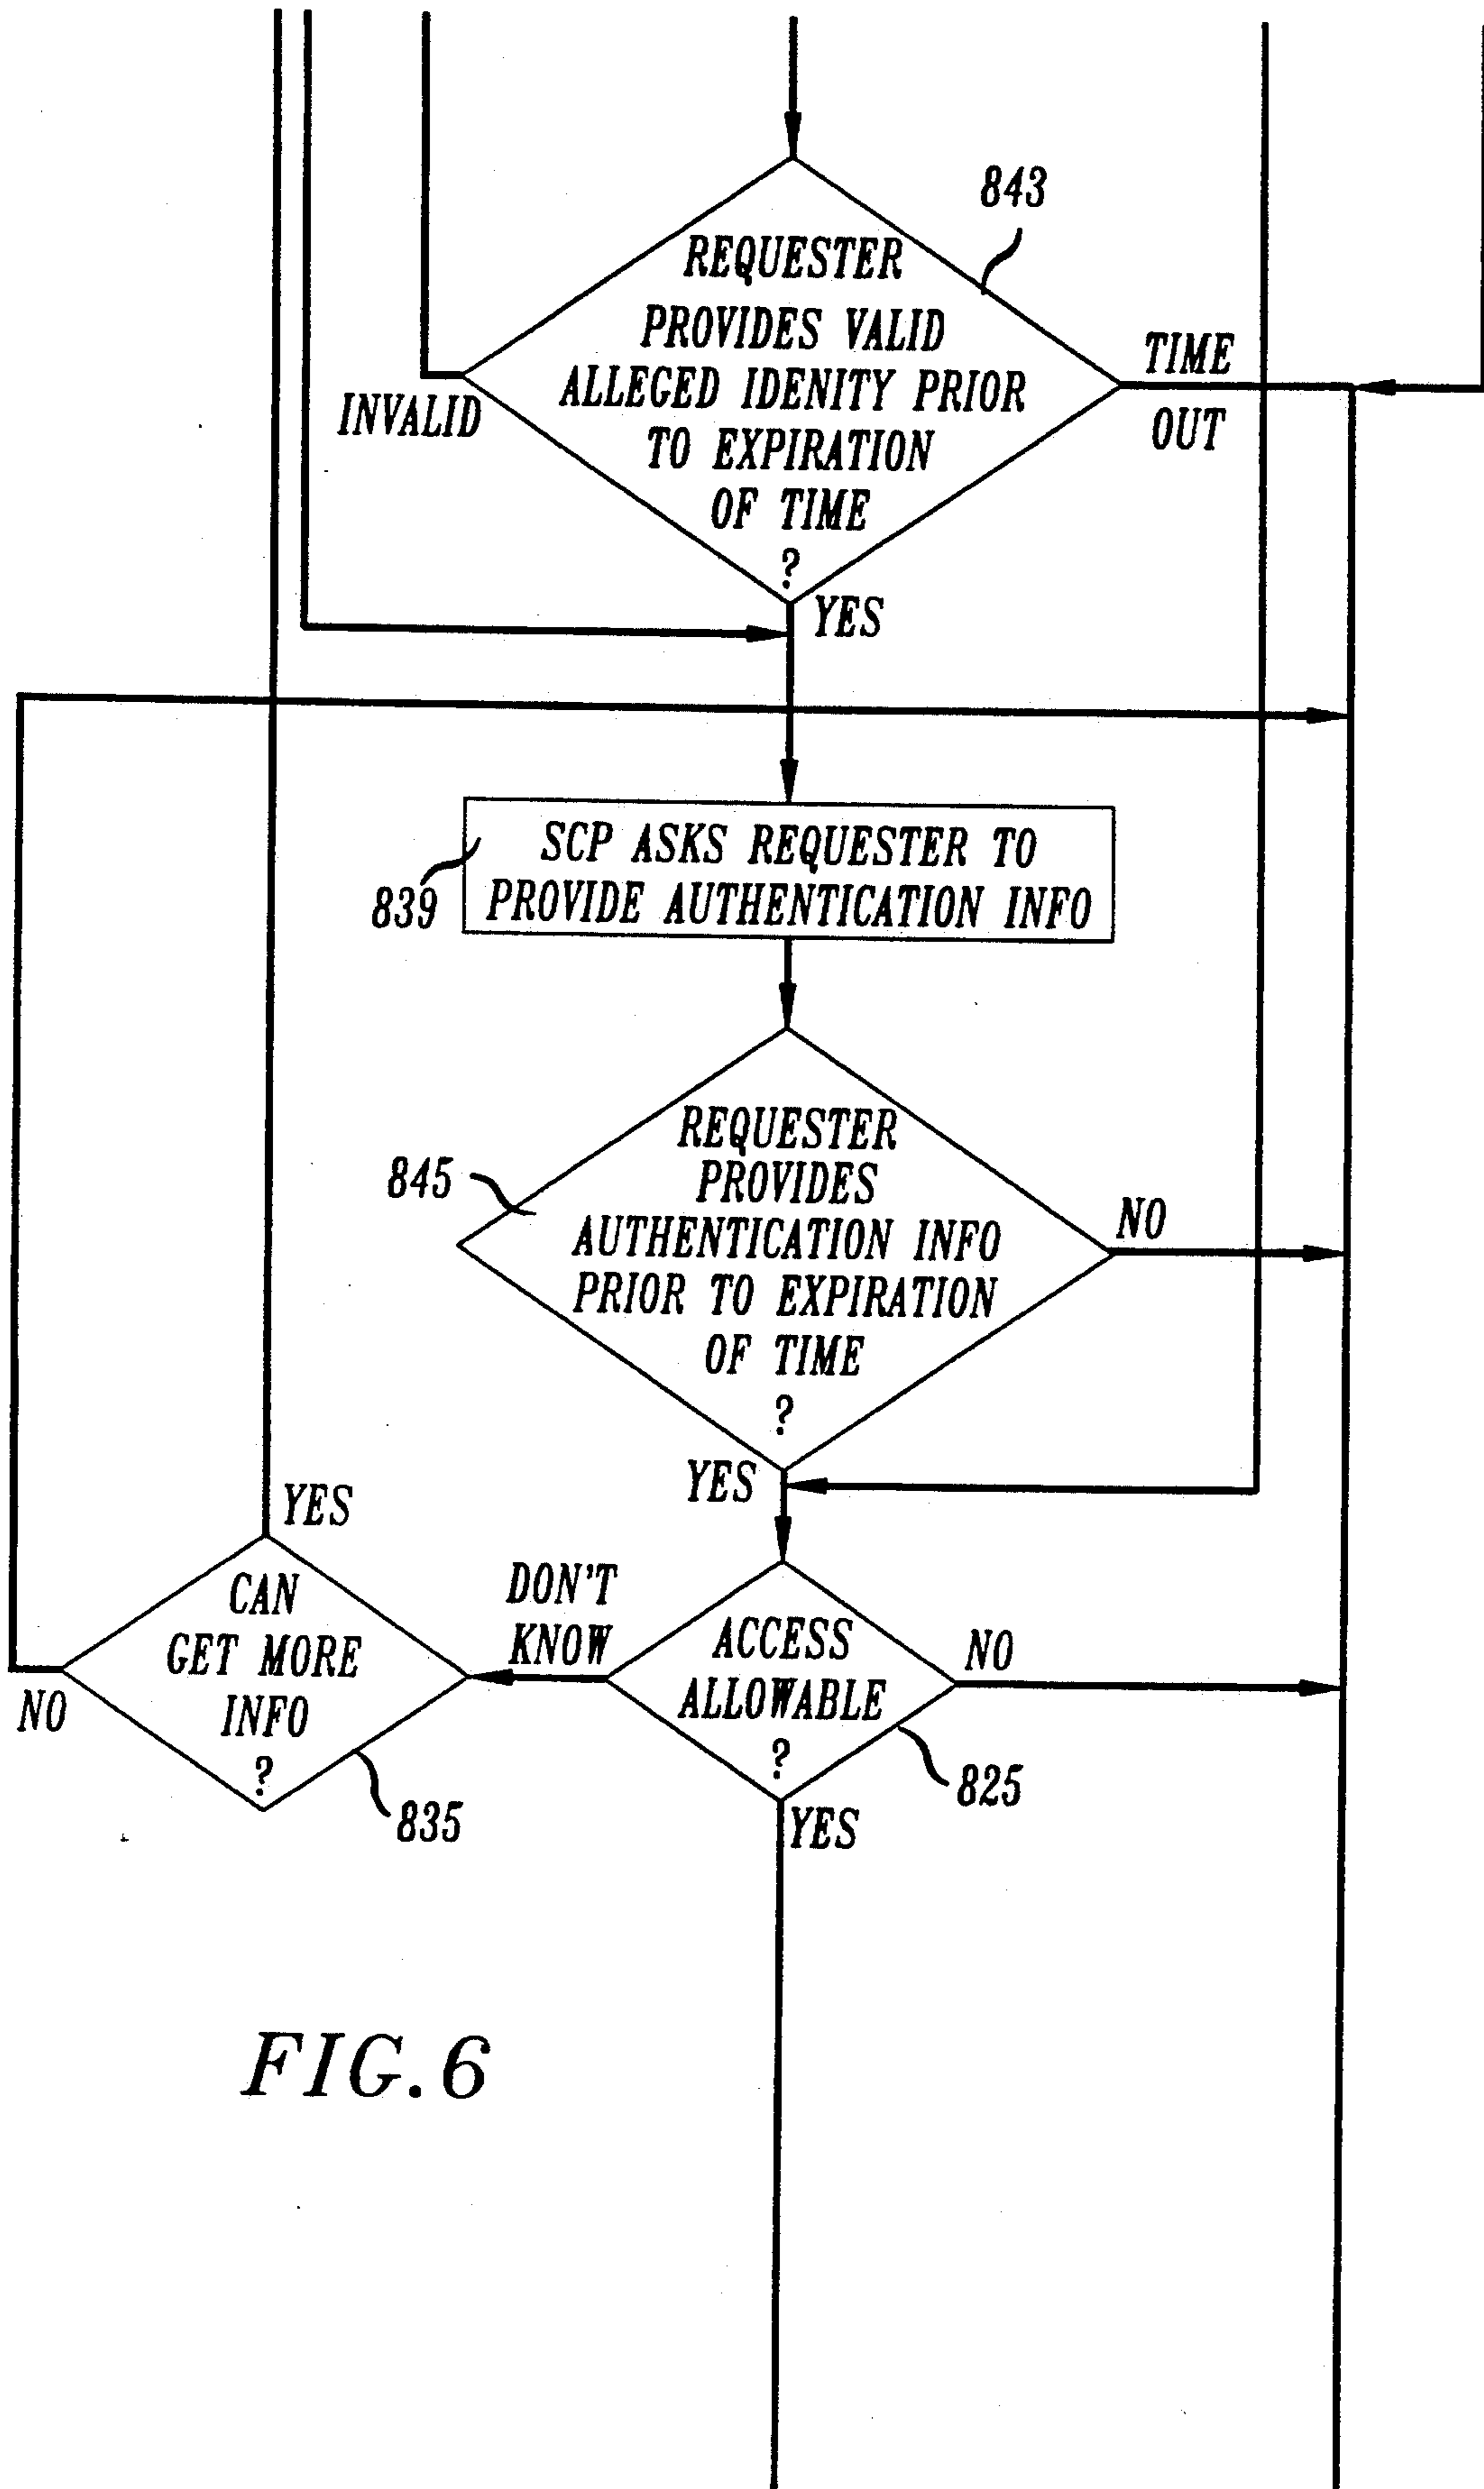 843
REQUESTER
PROVIDES VALID
ALLEGED IDENITY PRIOR
TO EXPIRATION
OF TIME
?
INVALID
TIME
OUT
YES
839
SCP ASKS REQUESTER TO
PROVIDE AUTHENTICATION INFO
845
REQUESTER
PROVIDES
AUTHENTICATION INFO
PRIOR TO EXPIRATION
OF TIME
?
NO
YES
YES
CAN
GET MORE
INFO
?
NO
835
DON'T
KNOW
ACCESS
ALLOWABLE
?
NO
825
YES
FIG. 6